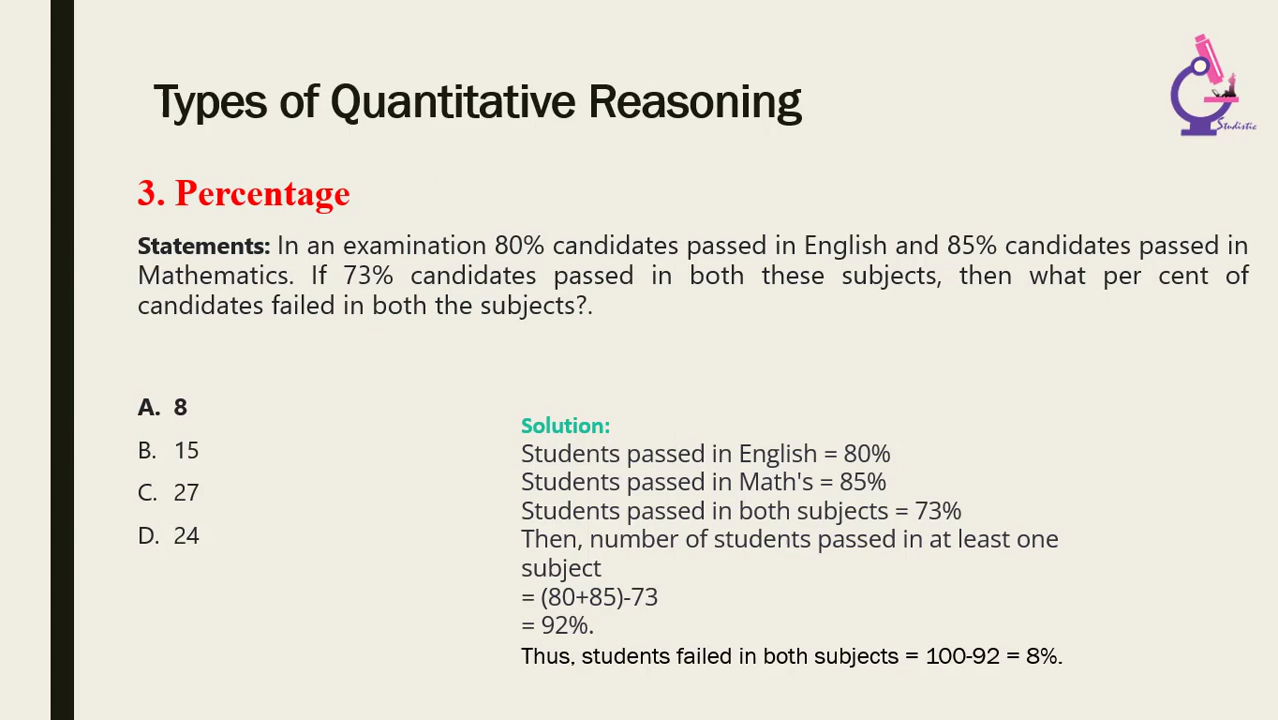 Types of Quantitative Reasoning
Studistic
3. Percentage
Statements: In an examination 80% candidates passed in English and 85% candidates passed in
Mathematics. If 73% candidates passed in both these subjects, then what per cent of
candidates failed in both the subjects?.
A. 8
B. 15
C. 27
D. 24
Solution:
Students passed in English = 80%
Students passed in Math's = 85%
Students passed in both subjects = 73%
Then, number of students passed in at least one
subject
= (80+85)-73
= 92%.
Thus, students failed in both subjects = 100-92 = 8%.